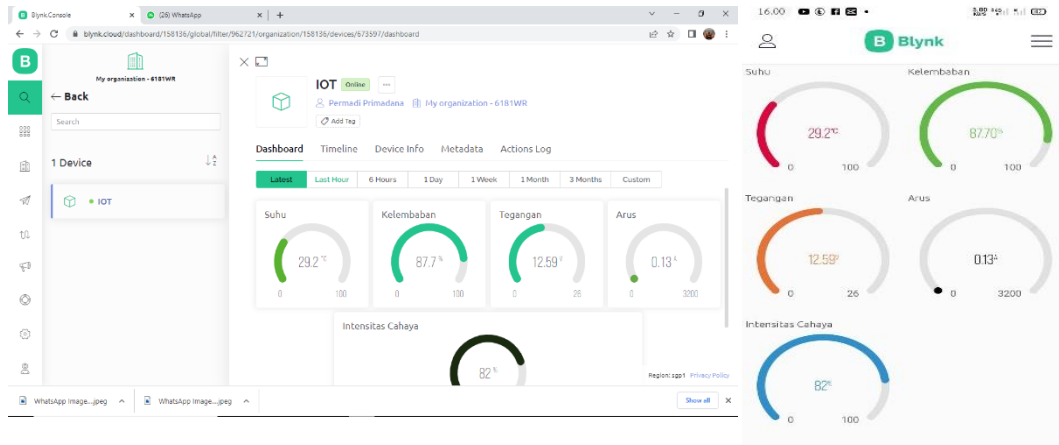 Blynk.Console
(26) WhatsApp
blynk.cloud/dashboard/158136/global/filter/962721/organization/158136/devices/673597/dashboard
B
My organization - 6181WR
← Back
Search
1 Device
IOT
IOT Online
Permadi Primadana My organization - 6181WR
Add Tag
Dashboard Timeline Device Info Metadata Actions Log
Latest Last Hour 6 Hours 1 Day 1 Week 1 Month 3 Months Custom
Suhu
29.2 °C
0 100
Kelembaban
87.7 %
0 100
Tegangan
12.59 V
0 26
Arus
0.13 A
0 3200
Intensitas Cahaya
82 %
Region: sgp1 Privacy Policy
WhatsApp Image....jpeg
WhatsApp Image....jpeg
Show all
16.00
B Blynk
Suhu
29.2°C
0 100
Kelembaban
87.70%
0 100
Tegangan
12.59V
0 26
Arus
0.13A
0 3200
Intensitas Cahaya
82%
0 100